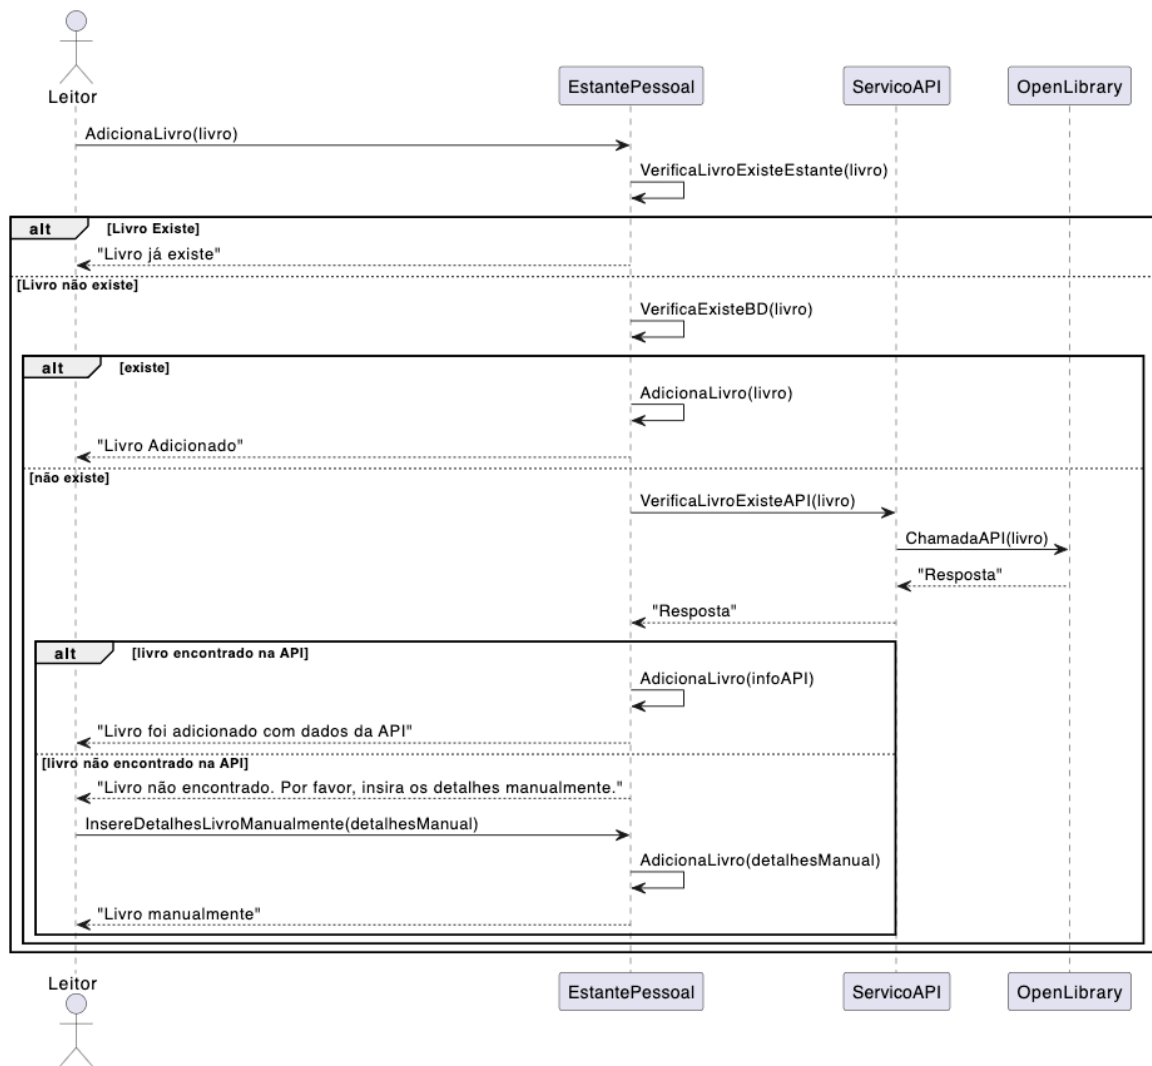 Leitor
EstantePessoal
ServicoAPI
OpenLibrary
AdicionaLivro(livro)
VerificaLivroExisteEstante(livro)
alt
[Livro Existe]
"Livro já existe"
[Livro não existe]
VerificaExisteBD(livro)
alt
[existe]
AdicionaLivro(livro)
"Livro Adicionado"
[não existe]
VerificaLivroExisteAPI(livro)
ChamadaAPI(livro)
"Resposta"
"Resposta"
alt
[livro encontrado na API]
AdicionaLivro(infoAPI)
"Livro foi adicionado com dados da API"
[livro não encontrado na API]
"Livro não encontrado. Por favor, insira os detalhes manualmente."
InsereDetalhesLivroManualmente(detalhesManual)
AdicionaLivro(detalhesManual)
"Livro manualmente"
Leitor
EstantePessoal
ServicoAPI
OpenLibrary